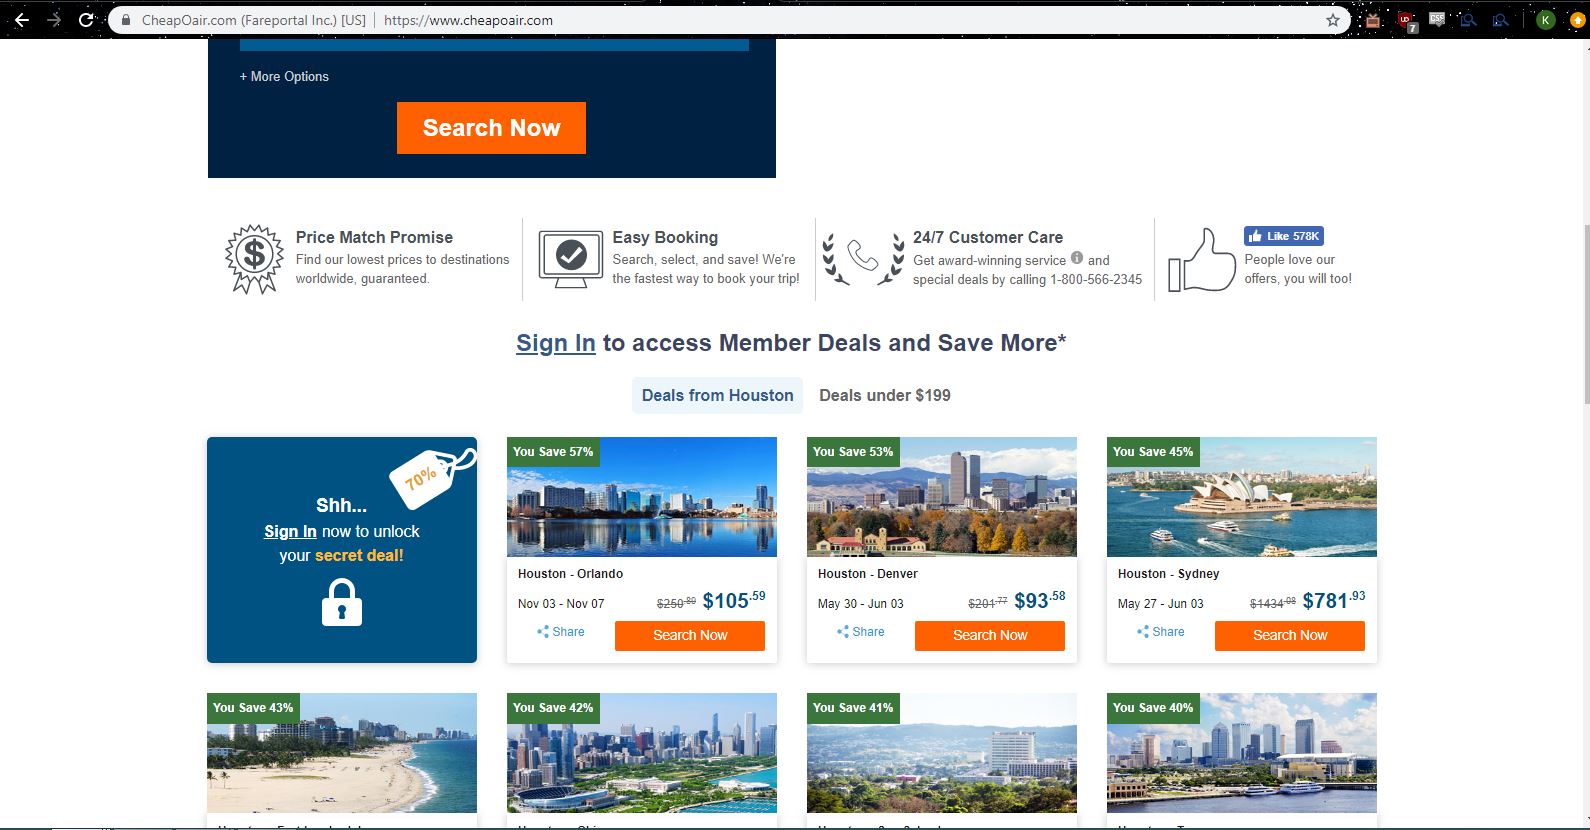 CheapOair.com (Fareportal Inc.) [US] | https://www.cheapoair.com
UD
7
CSS
K
+ More Options
Search Now
$
Price Match Promise
Find our lowest prices to destinations
worldwide, guaranteed.
Easy Booking
Search, select, and save! We're
the fastest way to book your trip!
24/7 Customer Care
Get award-winning service i and
special deals by calling 1-800-566-2345
Like 578K
People love our
offers, you will too!
Sign In to access Member Deals and Save More*
Deals from Houston
Deals under $199
70%
Shh...
Sign In now to unlock
your secret deal!
You Save 57%
Houston - Orlando
Nov 03 - Nov 07 $250.89 $105.59
Share
Search Now
You Save 53%
Houston - Denver
May 30 - Jun 03 $201.77 $93.58
Share
Search Now
You Save 45%
Houston - Sydney
May 27 - Jun 03 $1434.98 $781.93
Share
Search Now
You Save 43%
You Save 42%
You Save 41%
You Save 40%